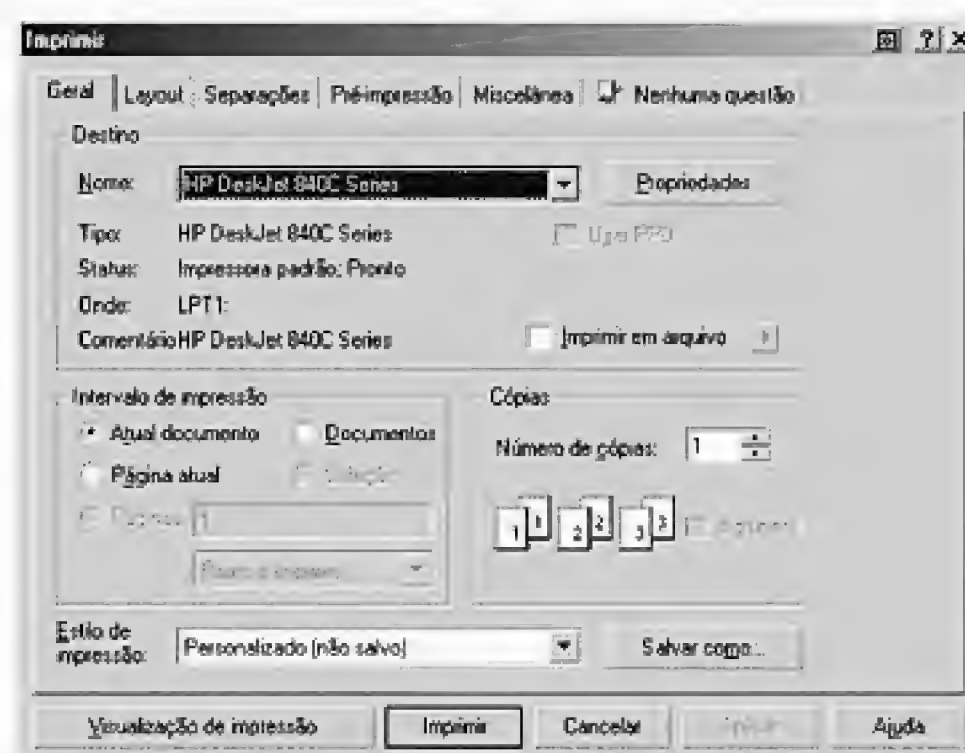 Imprimir
Geral Layout Separações Pré-impressão Miscelânea Nenhuma questão
Destino
Nome: HP DeskJet 840C Series Propriedades
Tipo: HP DeskJet 840C Series Usar PPD
Status: Impressora padrão; Pronto
Onde: LPT1:
Comentário HP DeskJet 840C Series Imprimir em arquivo
Intervalo de impressão Cópias
Atual documento Documentos Número de cópias: 1
Página atual
1
1 1 2 2 3 3
Estilo de impressão: Personalizado (não salvo) Salvar como...
Visualização de impressão Imprimir Cancelar Ajuda